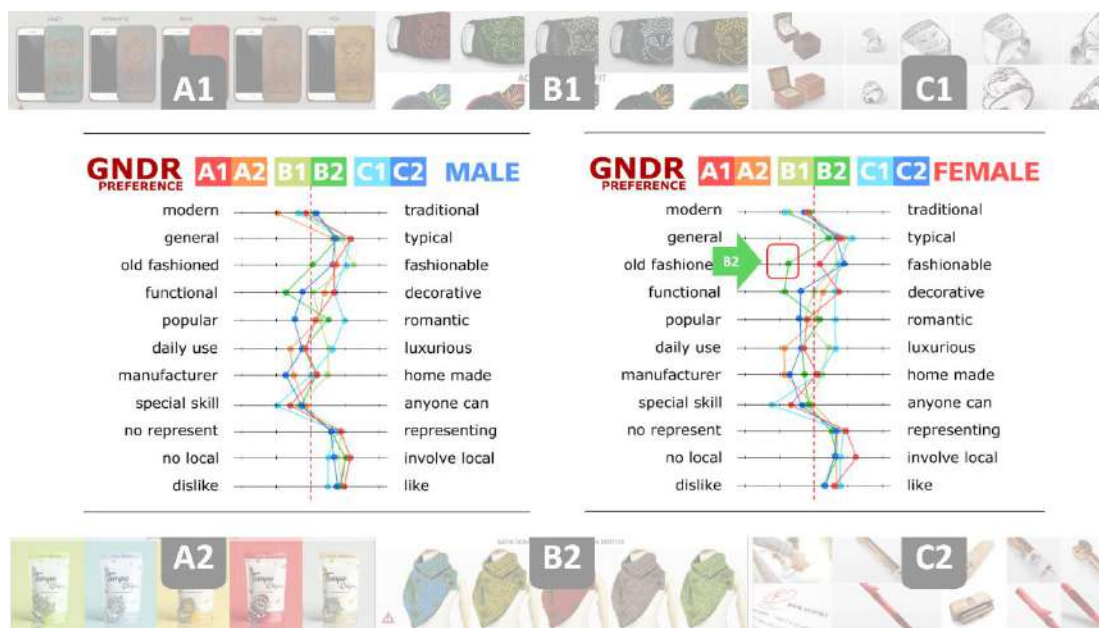 A1
B1
C1
GNDR
PREFERENCE
A1 A2 B1 B2 C1 C2
MALE
modern
traditional
general
typical
old fashioned
fashionable
functional
decorative
popular
romantic
daily use
luxurious
manufacturer
home made
special skill
anyone can
no represent
representing
no local
involve local
dislike
like
GNDR
PREFERENCE
A1 A2 B1 B2 C1 C2
FEMALE
modern
traditional
general
typical
B2
old fashione
fashionable
functional
decorative
popular
romantic
daily use
luxurious
manufacturer
home made
special skill
anyone can
no represent
representing
no local
involve local
dislike
like
A2
B2
C2